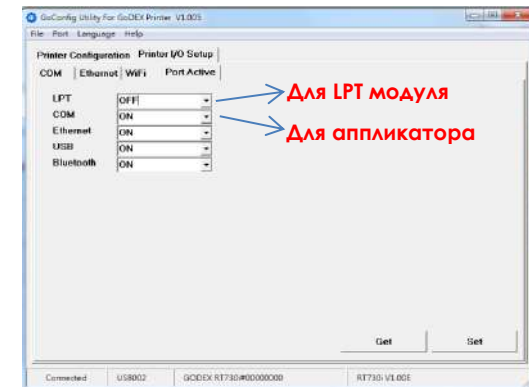 GoConfig Utility For GoDEX Printer V1.005
File Port Language Help
Printer Configuration Printer I/O Setup
COM Ethernet WiFi Port Active
LPT OFF Для LPT модуля
COM ON Для аппликатора
Ethernet ON
USB ON
Bluetooth ON
Get Set
Connected USB002 GODEX RT730i#00000000 RT730i V1.00E